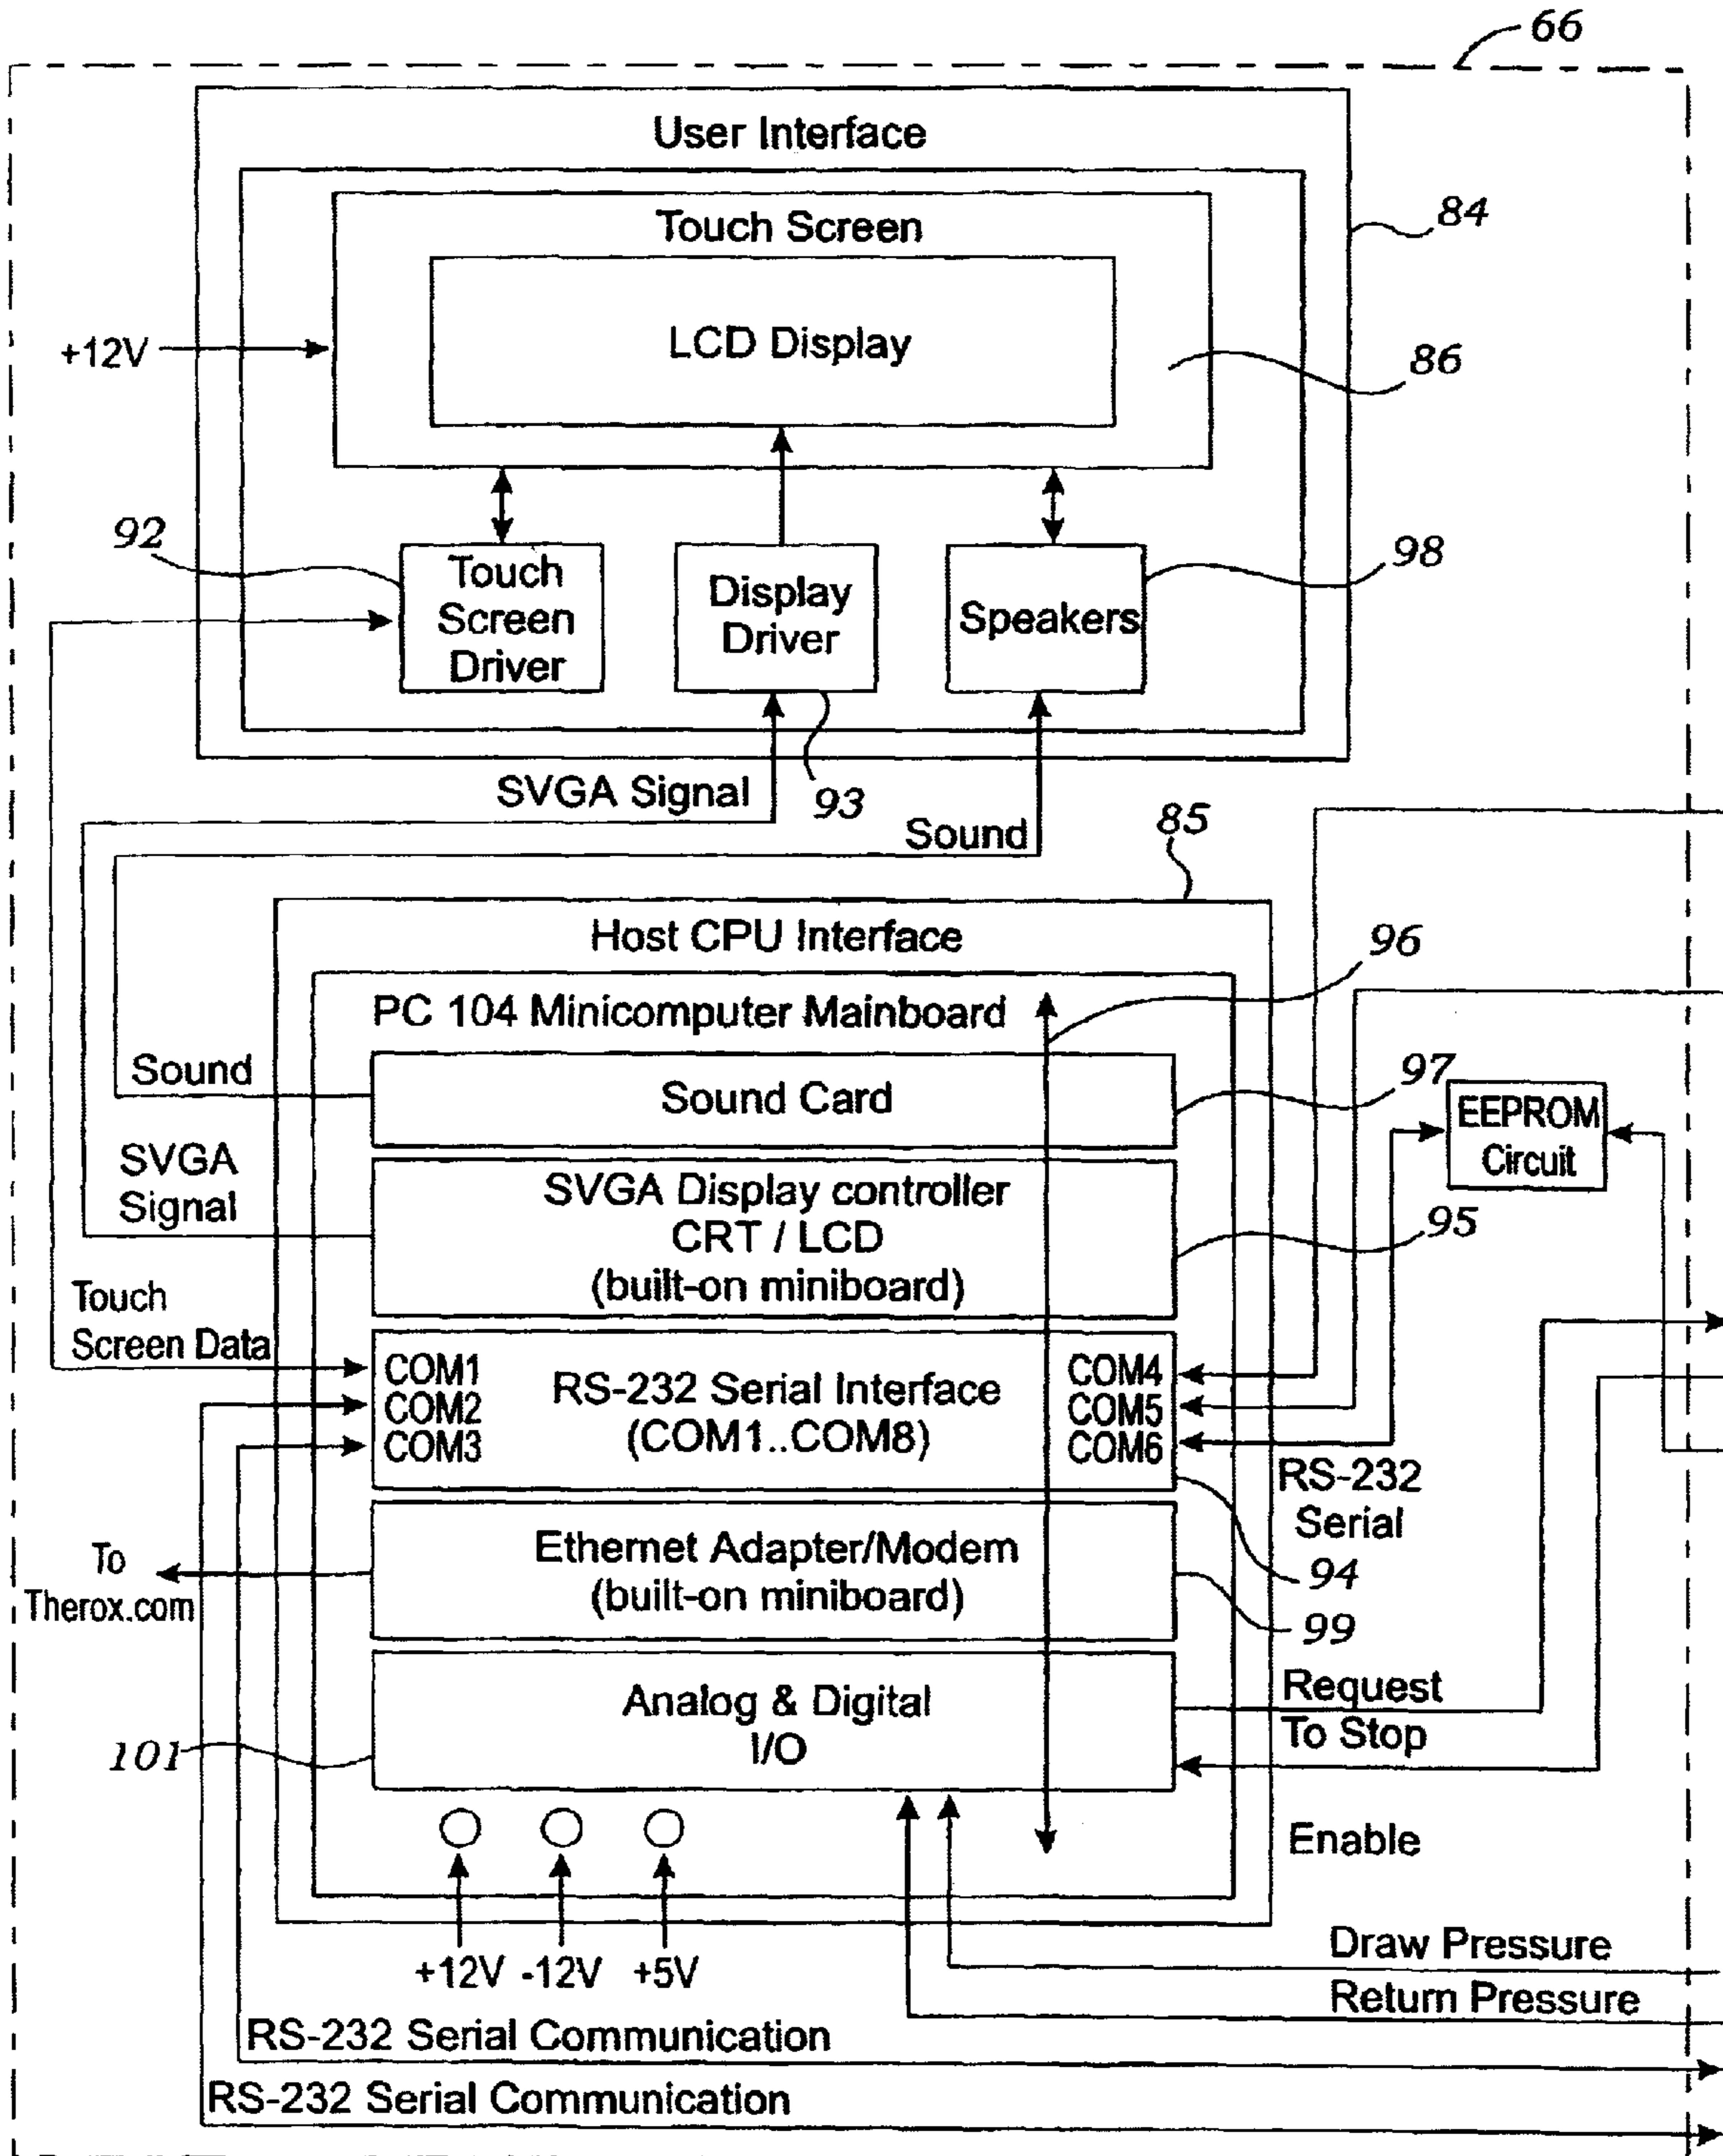 66
User Interface
84
Touch Screen
LCD Display
+12V
86
92
Touch
Screen
Driver
Display
Driver
Speakers
98
SVGA Signal
93
Sound
85
Host CPU Interface
96
PC 104 Minicomputer Mainboard
Sound
Sound Card
97
EEPROM
Circuit
SVGA
Signal
SVGA Display controller
CRT / LCD
(built-on miniboard)
95
Touch
Screen Data
COM1
COM2
COM3
RS-232 Serial Interface
(COM1..COM8)
COM4
COM5
COM6
RS-232
Serial
94
To
Therox.com
Ethernet Adapter/Modem
(built-on miniboard)
99
Analog & Digital
I/O
101
Request
To Stop
Enable
+12V
-12V
+5V
Draw Pressure
Return Pressure
RS-232 Serial Communication
RS-232 Serial Communication